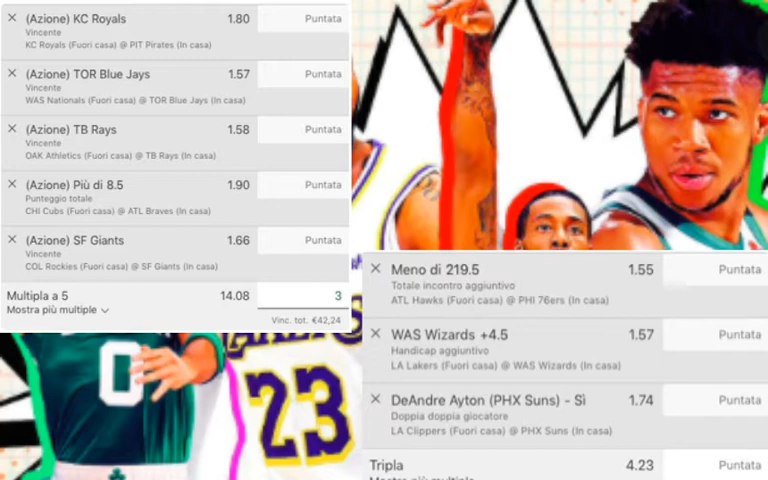 (Azione) KC Royals 1.80 Puntata
Vincente
KC Royals (Fuori casa) @ PIT Pirates (In casa)
(Azione) TOR Blue Jays 1.57 Puntata
Vincente
WAS Nationals (Fuori casa) @ TOR Blue Jays (In casa)
(Azione) TB Rays 1.58 Puntata
Vincente
OAK Athletics (Fuori casa) @ TB Rays (In casa)
(Azione) Più di 8.5 1.90 Puntata
Punteggio totale
CHI Cubs (Fuori casa) @ ATL Braves (In casa)
(Azione) SF Giants 1.66 Puntata
Vincente
COL Rockies (Fuori casa) @ SF Giants (In casa)
Multipla a 5 14.08 3
Mostra più multiple
Vinc. tot. €42,24
Meno di 219.5 1.55 Puntata
Totale incontro aggiuntivo
ATL Hawks (Fuori casa) @ PHI 76ers (In casa)
WAS Wizards +4.5 1.57 Puntata
Handicap aggiuntivo
LA Lakers (Fuori casa) @ WAS Wizards (In casa)
DeAndre Ayton (PHX Suns) - Sì 1.74 Puntata
Doppia doppia giocatore
LA Clippers (Fuori casa) @ PHX Suns (In casa)
Tripla 4.23 Puntata
Mostra più multiple
0
23